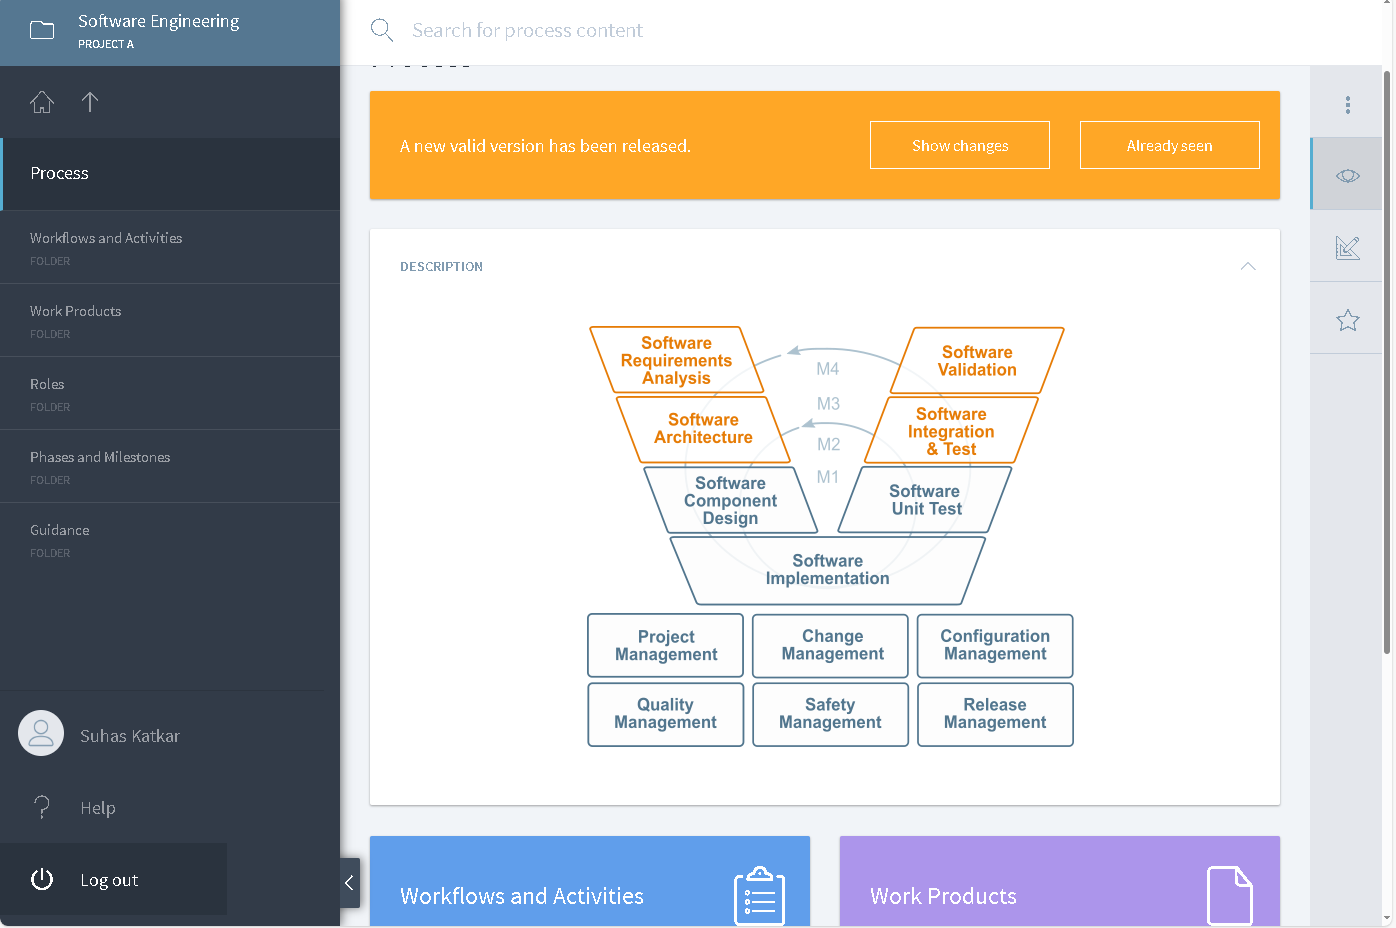 Software Engineering
PROJECT A
Search for process content
Process
Process
Workflows and Activities
FOLDER
Work Products
FOLDER
Roles
FOLDER
Phases and Milestones
FOLDER
Guidance
FOLDER
Suhas Katkar
Help
Log out
A new valid version has been released.
Show changes
Already seen
DESCRIPTION
Software
Requirements
Analysis
Software
Validation
M4
M3
Software
Architecture
Software
Integration
& Test
M2
M1
Software
Component
Design
Software
Unit Test
Software
Implementation
Project
Management
Change
Management
Configuration
Management
Quality
Management
Safety
Management
Release
Management
Workflows and Activities
Work Products